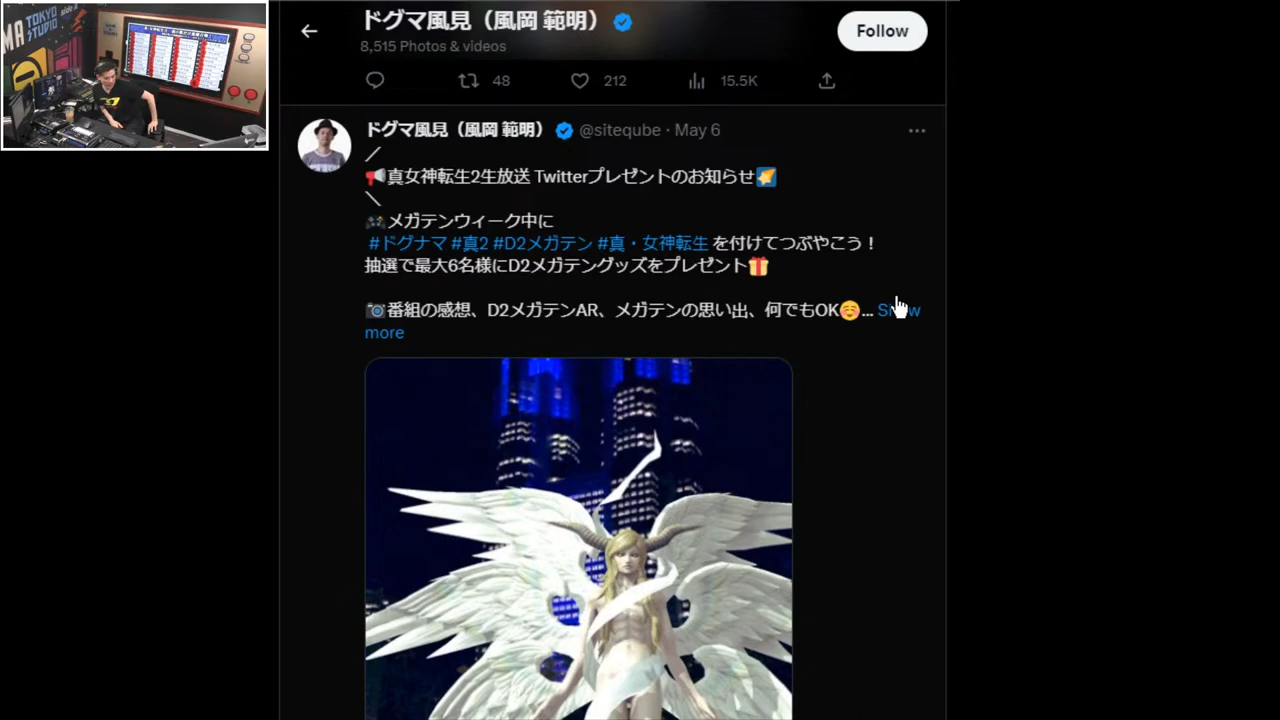 MA TOKYO STUDIO side A
ドグマ風見（風岡 範明）
8,515 Photos & videos
Follow
48 212 15.5K
ドグマ風見（風岡 範明） @siteqube · May 6
／
📢真女神転生2生放送 Twitterプレゼントのお知らせ
＼
🎮メガテンウィーク中に
#ドグナマ #真2 #D2メガテン #真・女神転生 を付けてつぶやこう！
抽選で最大6名様にD2メガテングッズをプレゼント🎁
📷番組の感想、D2メガテンAR、メガテンの思い出、何でもOK☺️... Show
more